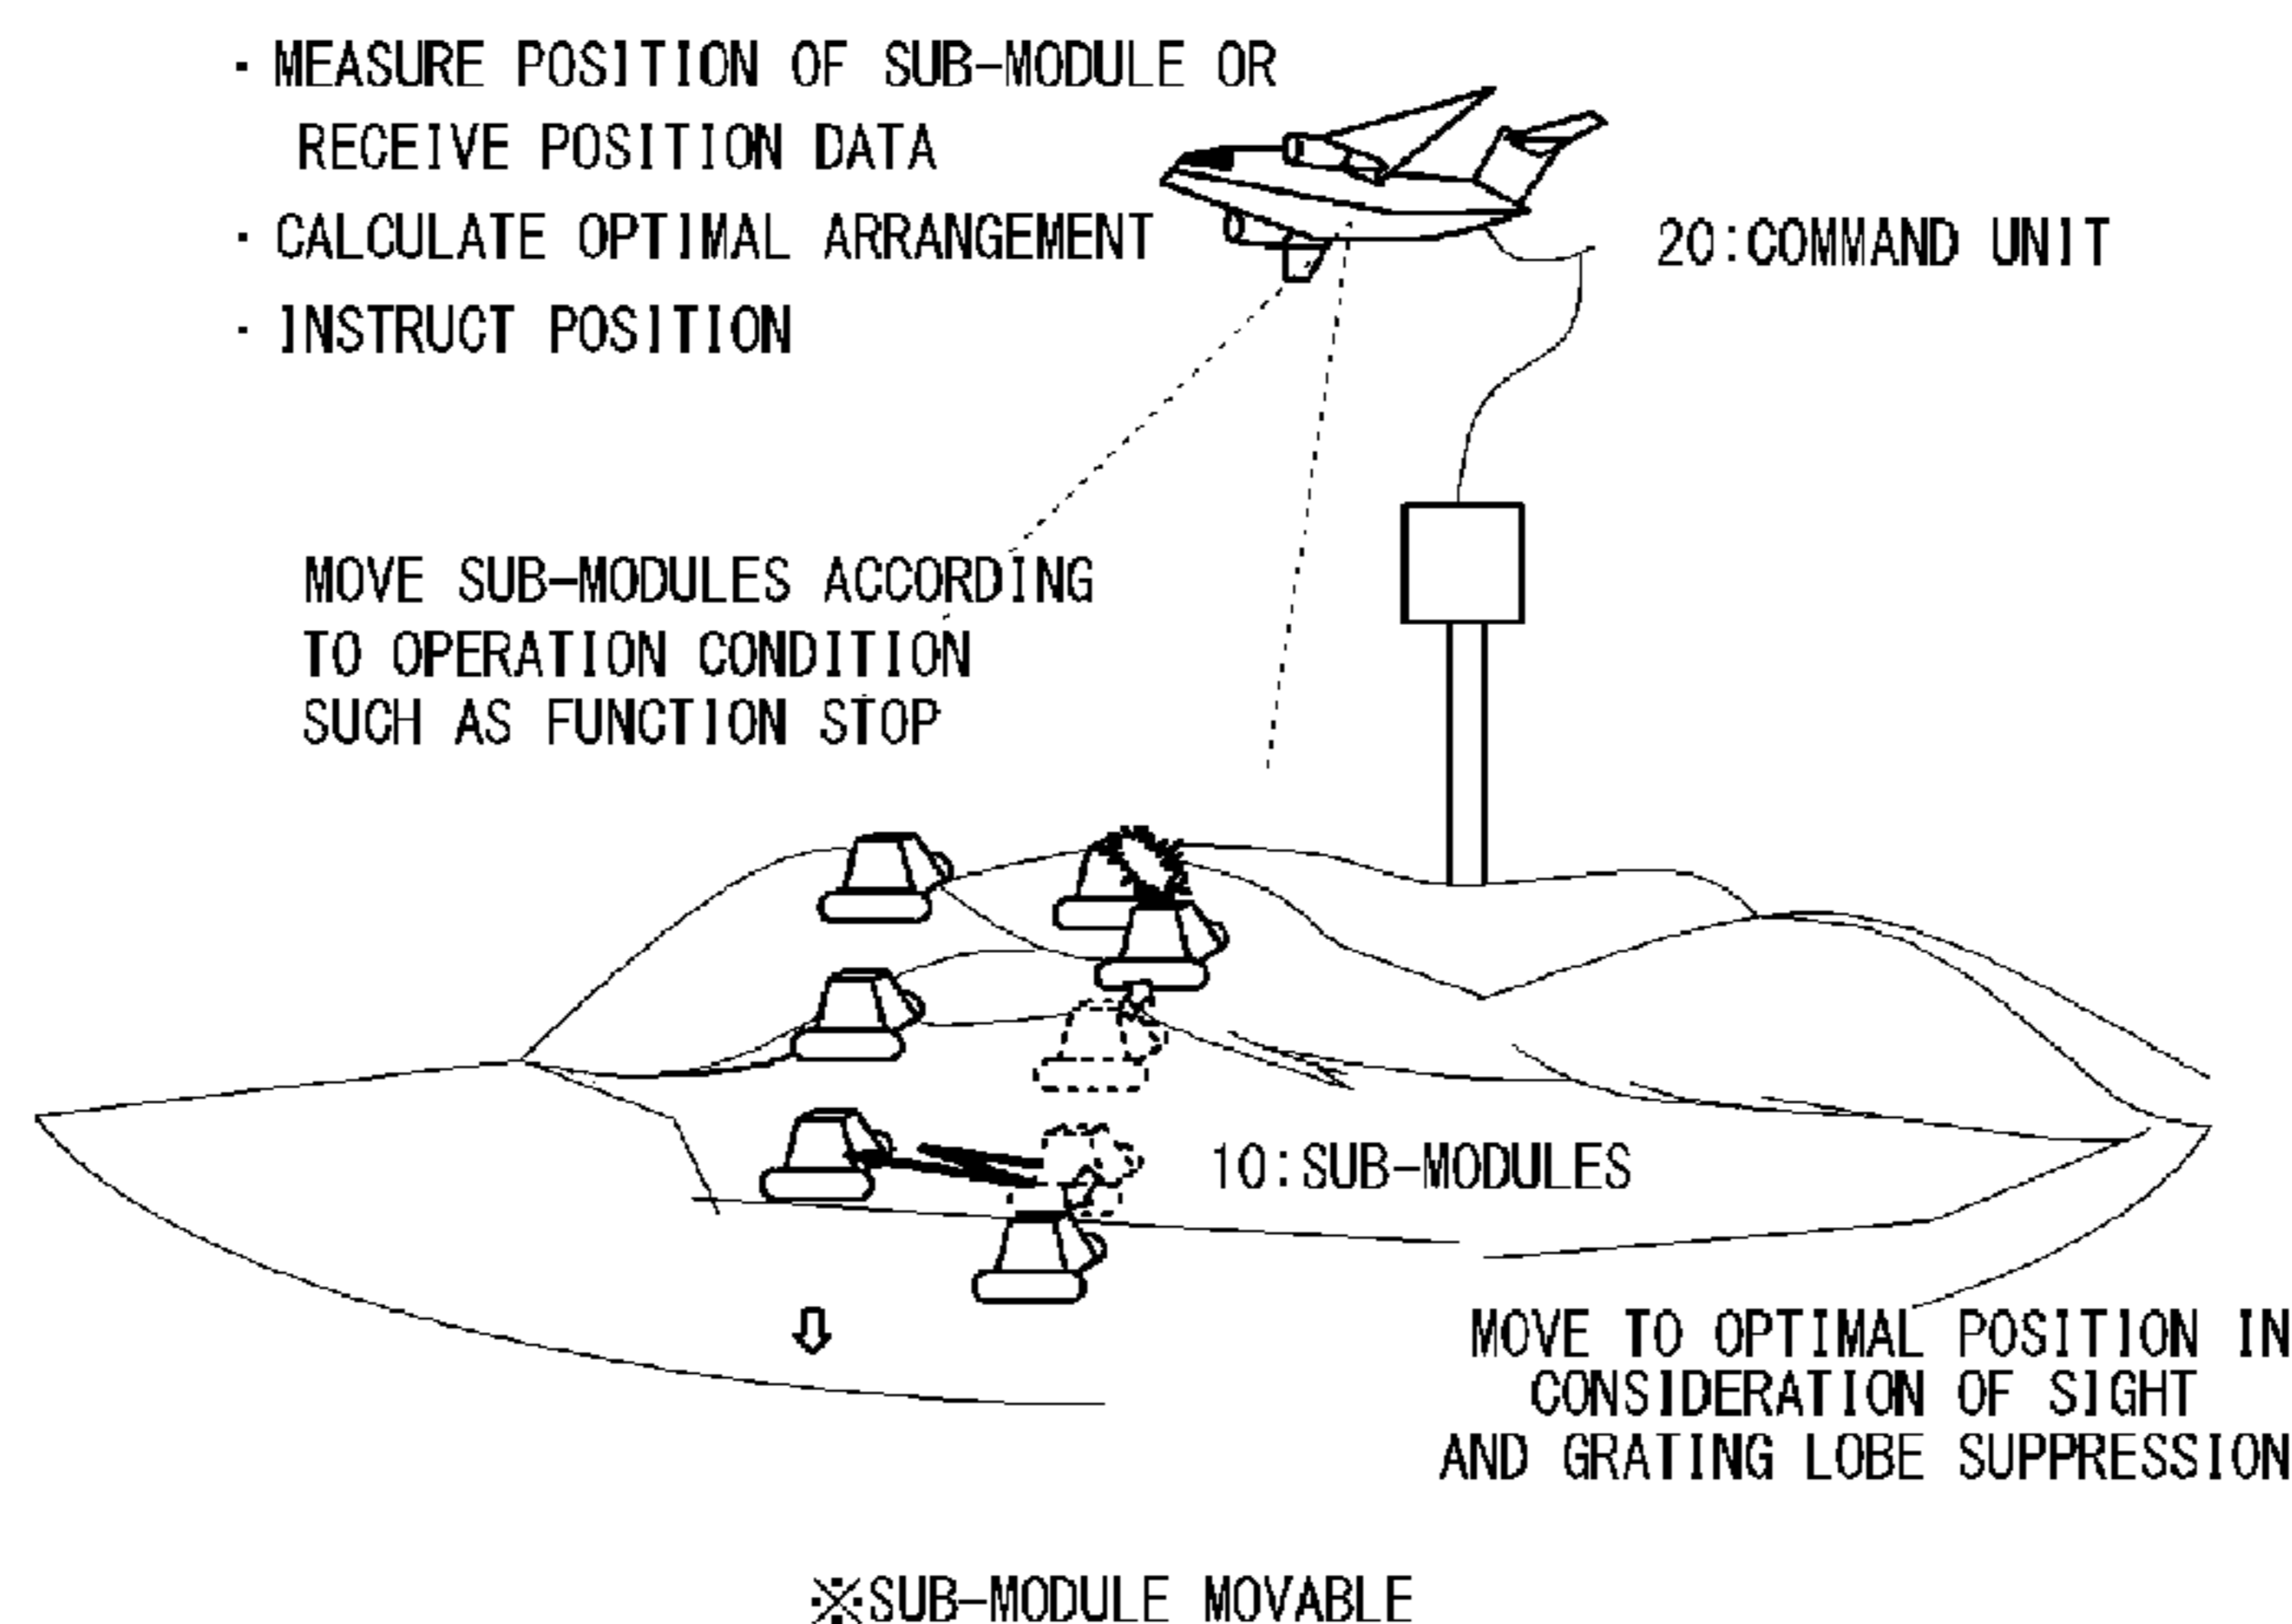 · MEASURE POSITION OF SUB-MODULE OR
RECEIVE POSITION DATA
· CALCULATE OPTIMAL ARRANGEMENT
· INSTRUCT POSITION
20:COMMAND UNIT
MOVE SUB-MODULES ACCORDING
TO OPERATION CONDITION
SUCH AS FUNCTION STOP
10:SUB-MODULES
MOVE TO OPTIMAL POSITION IN
CONSIDERATION OF SIGHT
AND GRATING LOBE SUPPRESSION
※SUB-MODULE MOVABLE